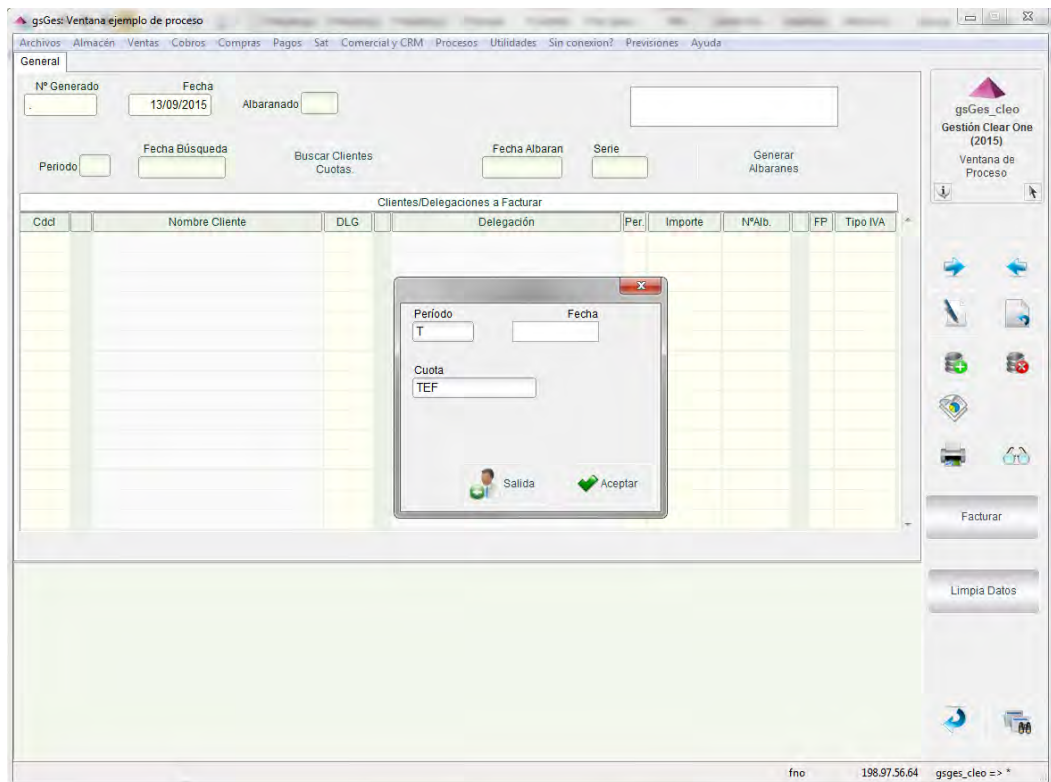 gsGes: Ventana ejemplo de proceso
Archivos Almacén Ventas Cobros Compras Pagos Sat Comercial y CRM Procesos Utilidades Sin conexion? Previsiones Ayuda
General
Nº Generado Fecha
. 13/09/2015 Albaranado
Periodo Fecha Búsqueda Buscar Clientes Cuotas. Fecha Albaran Serie Generar Albaranes
Clientes/Delegaciones a Facturar
Cdcl Nombre Cliente DLG Delegación Per. Importe NºAlb. FP Tipo IVA
Período Fecha
T
Cuota
TEF
Salida Aceptar
gsGes_cleo
Gestión Clear One
(2015)
Ventana de
Proceso
Facturar
Limpia Datos
fno 198.97.56.64 gsges_cleo => *